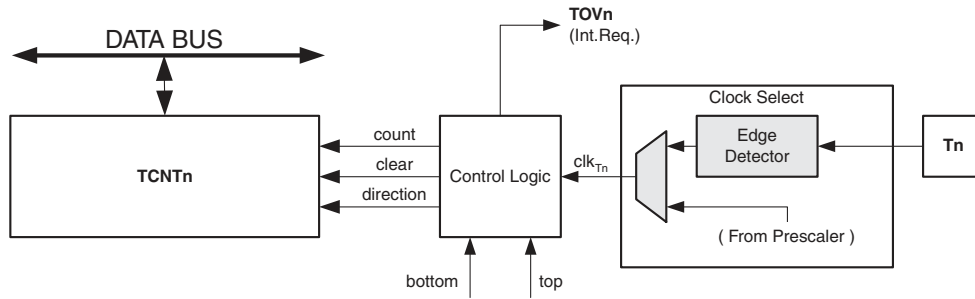 DATA BUS
TOVn
(Int.Req.)
Clock Select
count
Edge
Detector
Tn
TCNTn
clear
Control Logic
clkTn
direction
( From Prescaler )
bottom
top